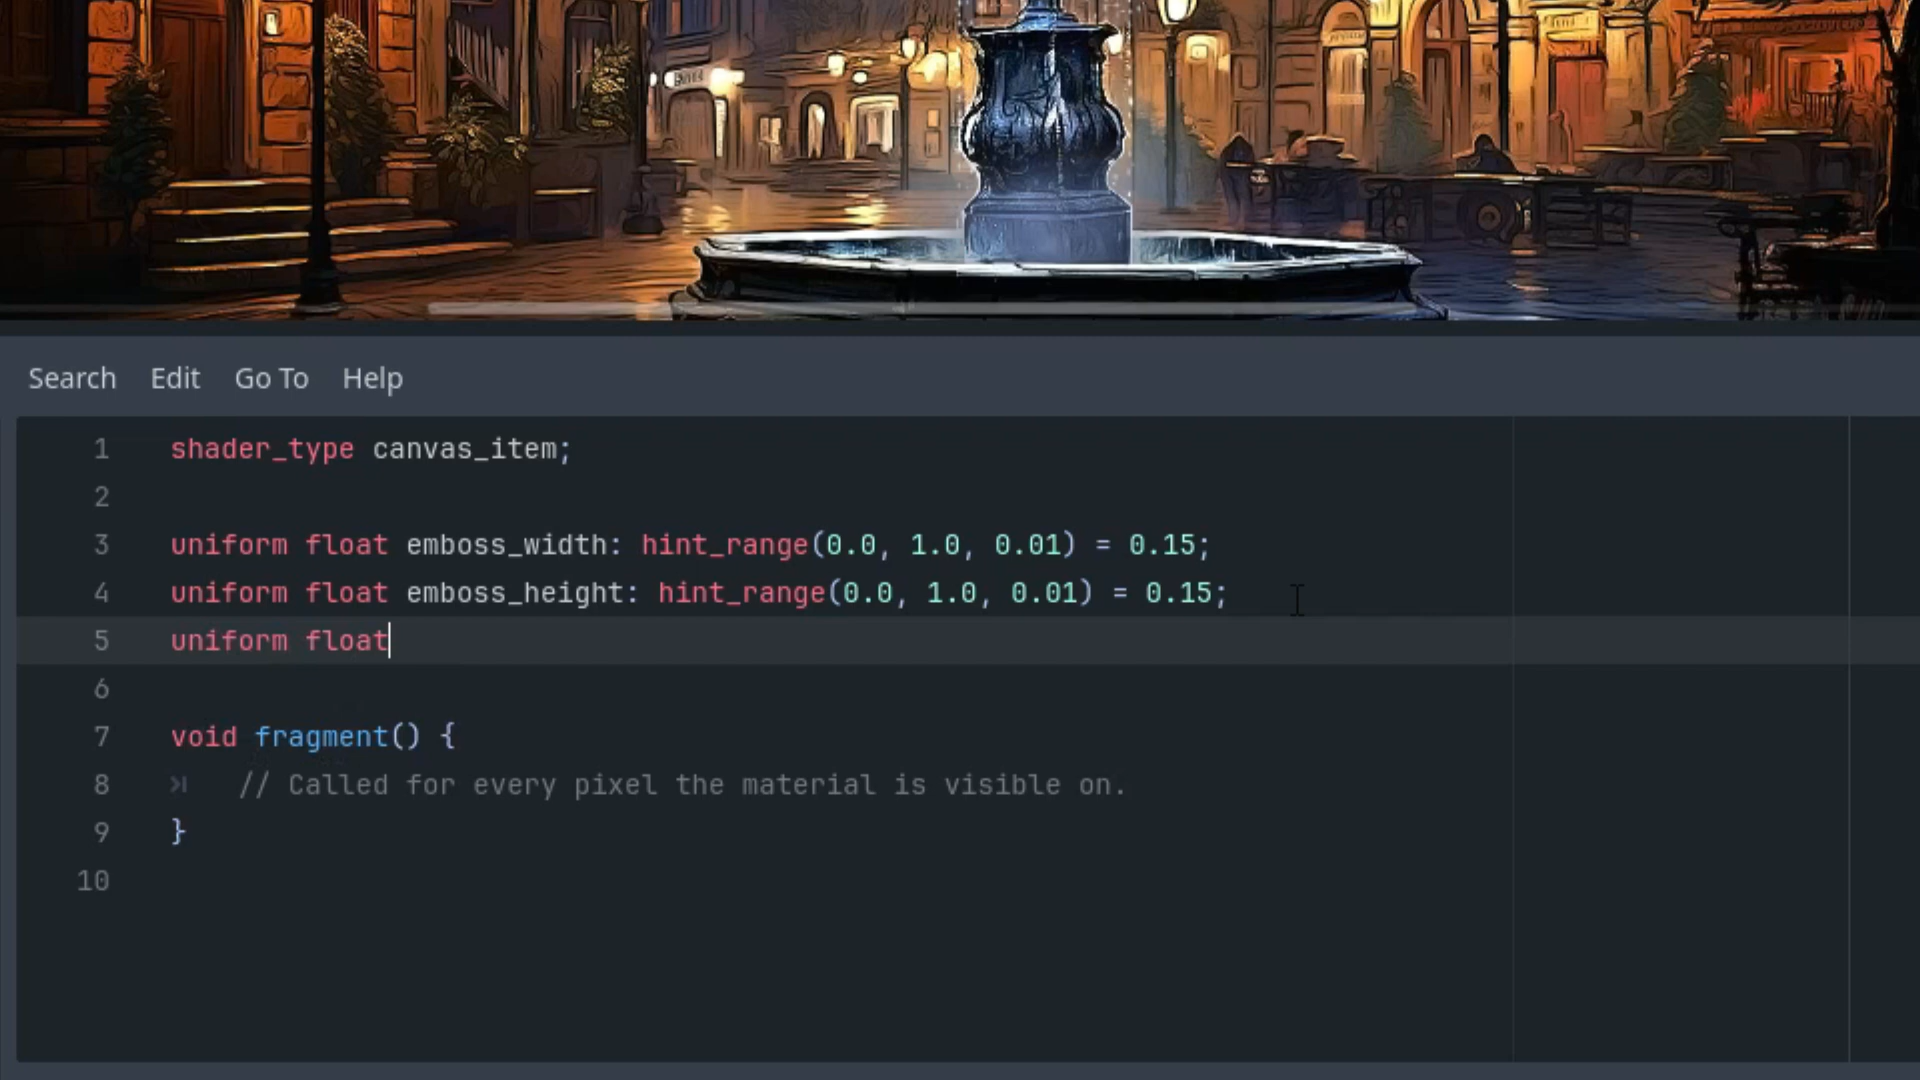 Search Edit Go To Help
1 shader_type canvas_item;
2
3 uniform float emboss_width: hint_range(0.0, 1.0, 0.01) = 0.15;
4 uniform float emboss_height: hint_range(0.0, 1.0, 0.01) = 0.15;
5 uniform float
6
7 void fragment() {
8 // Called for every pixel the material is visible on.
9 }
10